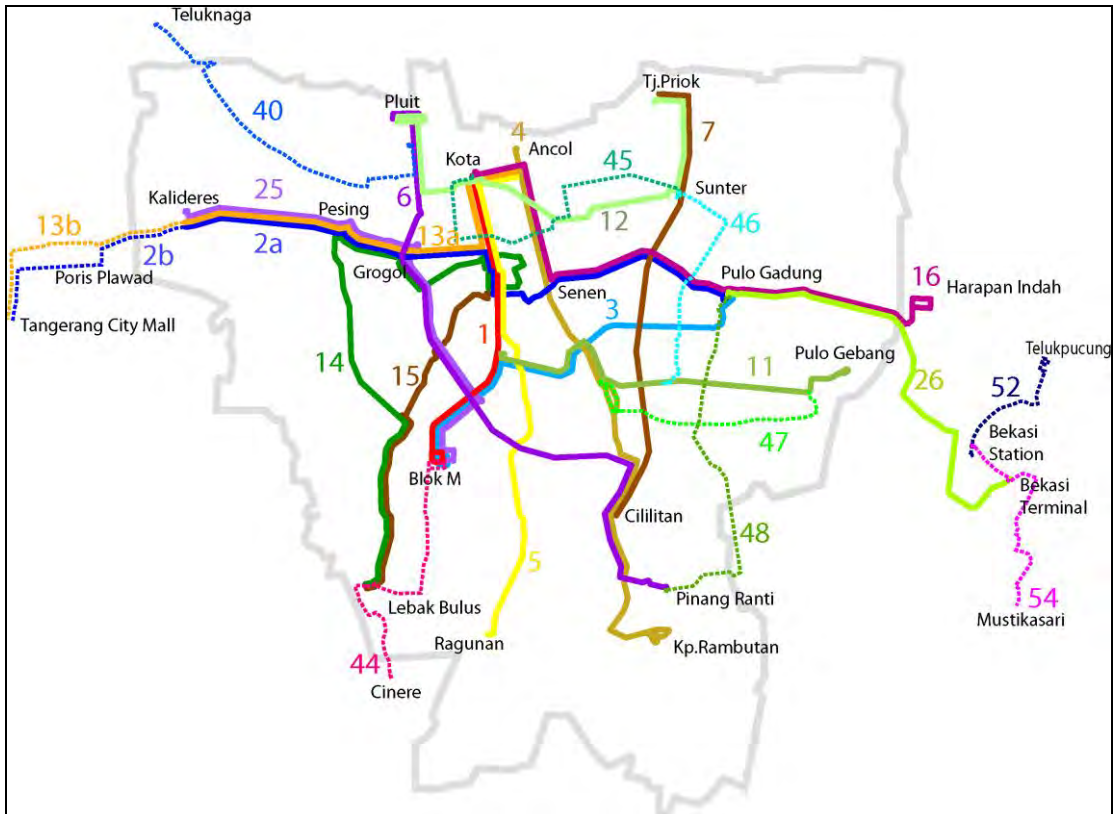 Teluknaga
Tj.Priok
40
Pluit
4
7
Ancol
Kota
45
Sunter
25
6
Kalideres
Pesing
12
46
13b
13a
2b
2a
Grogol
Pulo Gadung
16
Poris Plawad
Senen
Harapan Indah
3
Tangerang City Mall
1
Pulo Gebang
Telukpucung
14
15
11
26
52
47
Bekasi
Station
Blok M
Bekasi
Terminal
Cililitan
48
5
Lebak Bulus
Pinang Ranti
54
Mustikasari
Ragunan
Kp.Rambutan
44
Cinere